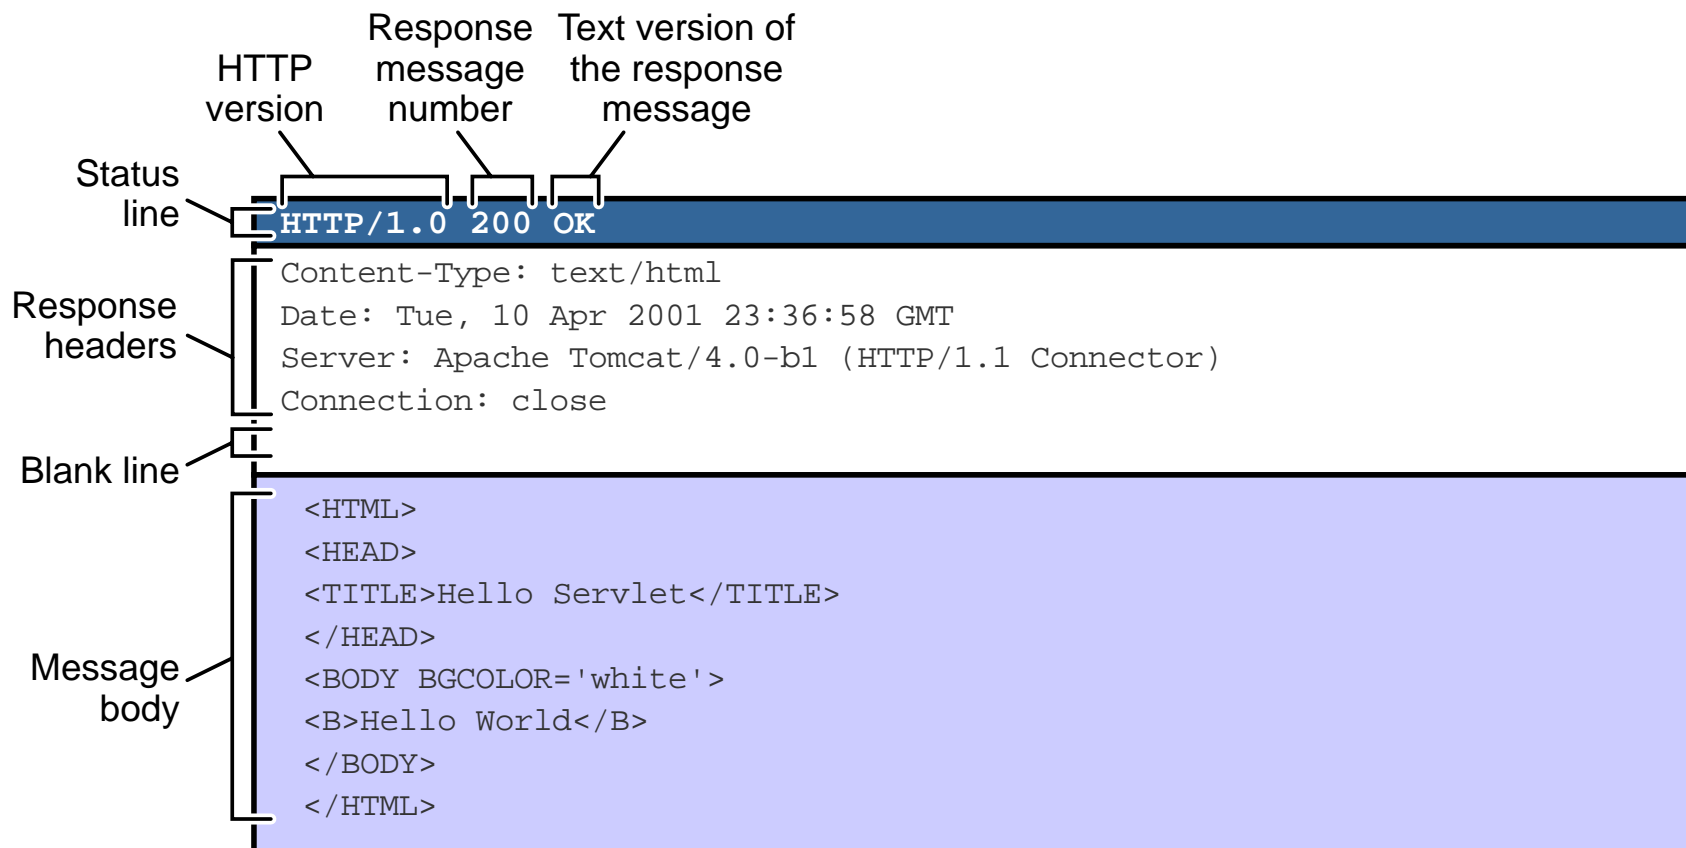 HTTP
version
Response
message
number
Text version of
the response
message
Status
line
HTTP/1.0 200 OK
Response
headers
Content-Type: text/html
Date: Tue, 10 Apr 2001 23:36:58 GMT
Server: Apache Tomcat/4.0-b1 (HTTP/1.1 Connector)
Connection: close
Blank line
Message
body
<HTML>
<HEAD>
<TITLE>Hello Servlet</TITLE>
</HEAD>
<BODY BGCOLOR='white'>
<B>Hello World</B>
</BODY>
</HTML>